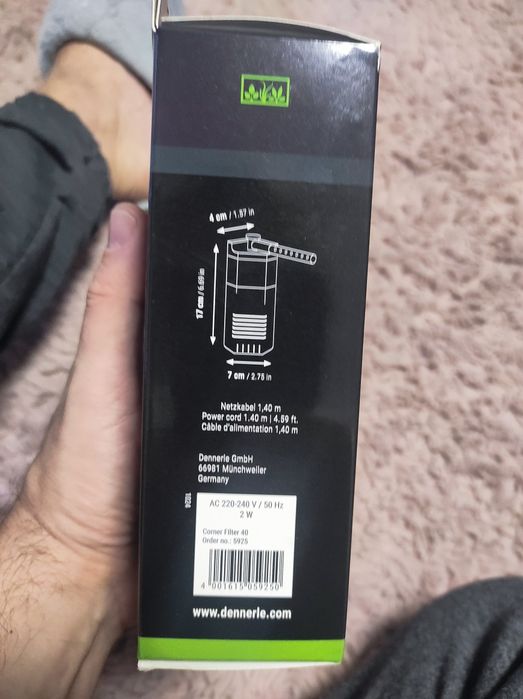 4 cm / 1.57 in
17 cm / 6.69 in
7 cm / 2.75 in
Netzkabel 1,40 m
Power cord 1.40 m | 4.59 ft.
Câble d'alimentation 1,40 m
Dennerle GmbH
66981 Münchweiler
Germany
1024
AC 220-240 V / 50 Hz
2 W
Corner Filter 40
Order no.: 5925
4 001615 059250
www.dennerle.com